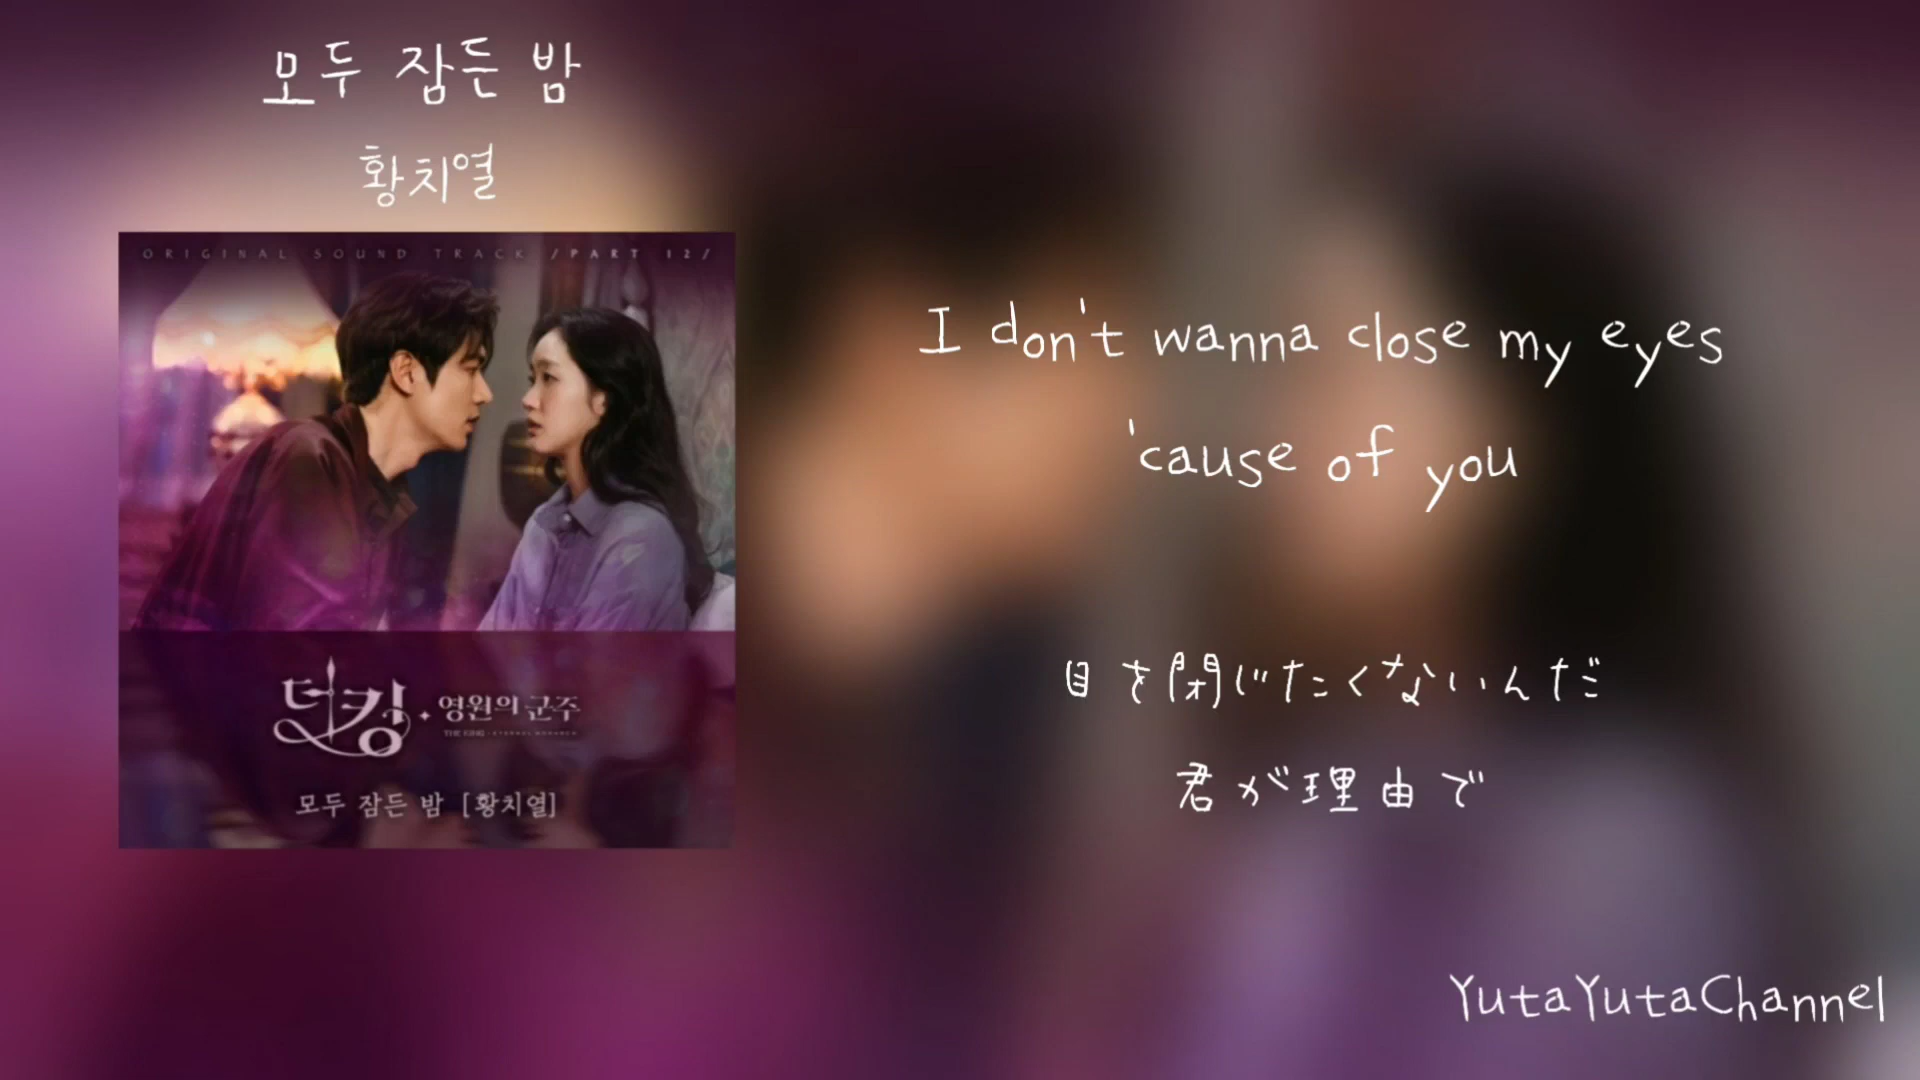 모두 잠든 밤
황치열
ORIGINAL SOUND TRACK /PART 12/
더킹 · 영원의 군주
THE KING : ETERNAL MONARCH
모두 잠든 밤 [황치열]
I don't wanna close my eyes
'cause of you
目を閉じたくないんだ
君が理由で
YutaYutaChannel